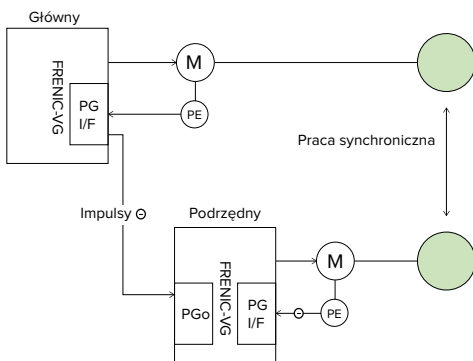 Główny
FRENIC-VG
PG
I/F
M
PE
Praca synchroniczna
Impulsy Θ
Podrzędny
PGo
FRENIC-VG
PG
I/F
M
Θ
PE